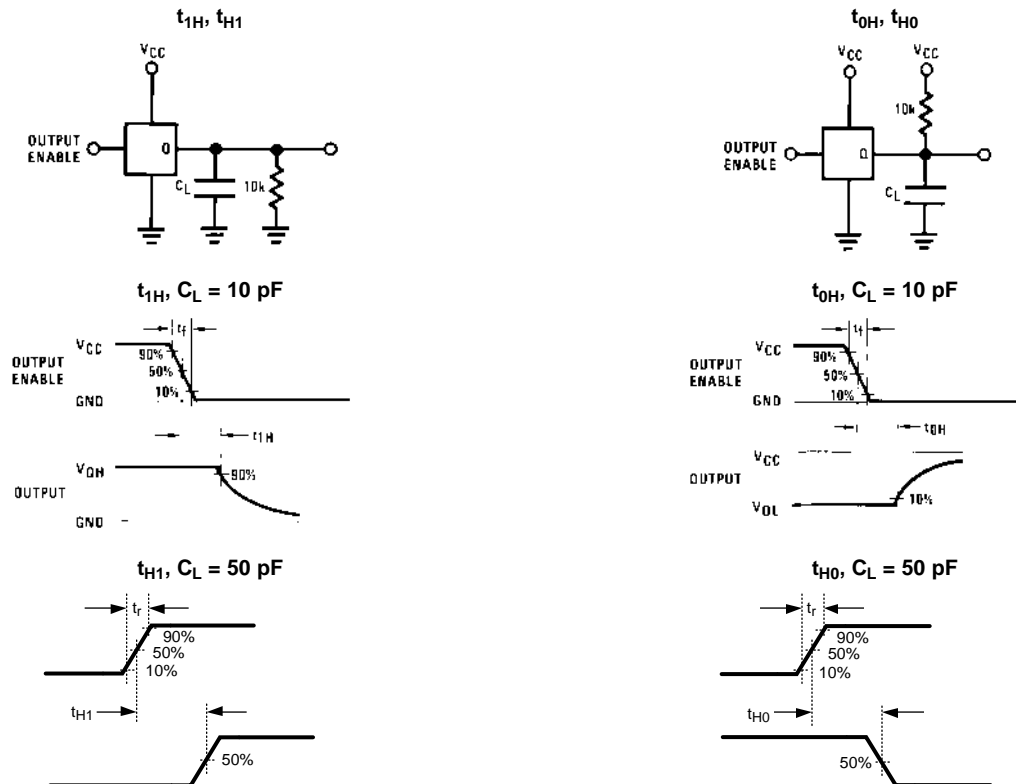 t1H, tH1
VCC
OUTPUT
ENABLE
O
CL
10k
t1H, CL = 10 pF
tf
VCC
90%
OUTPUT
ENABLE
50%
10%
GND
t1H
VOH
90%
OUTPUT
GND
tH1, CL = 50 pF
tr
90%
50%
10%
tH1
50%
t0H, tH0
VCC
VCC
10k
OUTPUT
ENABLE
CL
t0H, CL = 10 pF
tf
VCC
90%
OUTPUT
ENABLE
50%
10%
GND
t0H
VCC
OUTPUT
10%
VOL
tH0, CL = 50 pF
tr
90%
50%
10%
tH0
50%